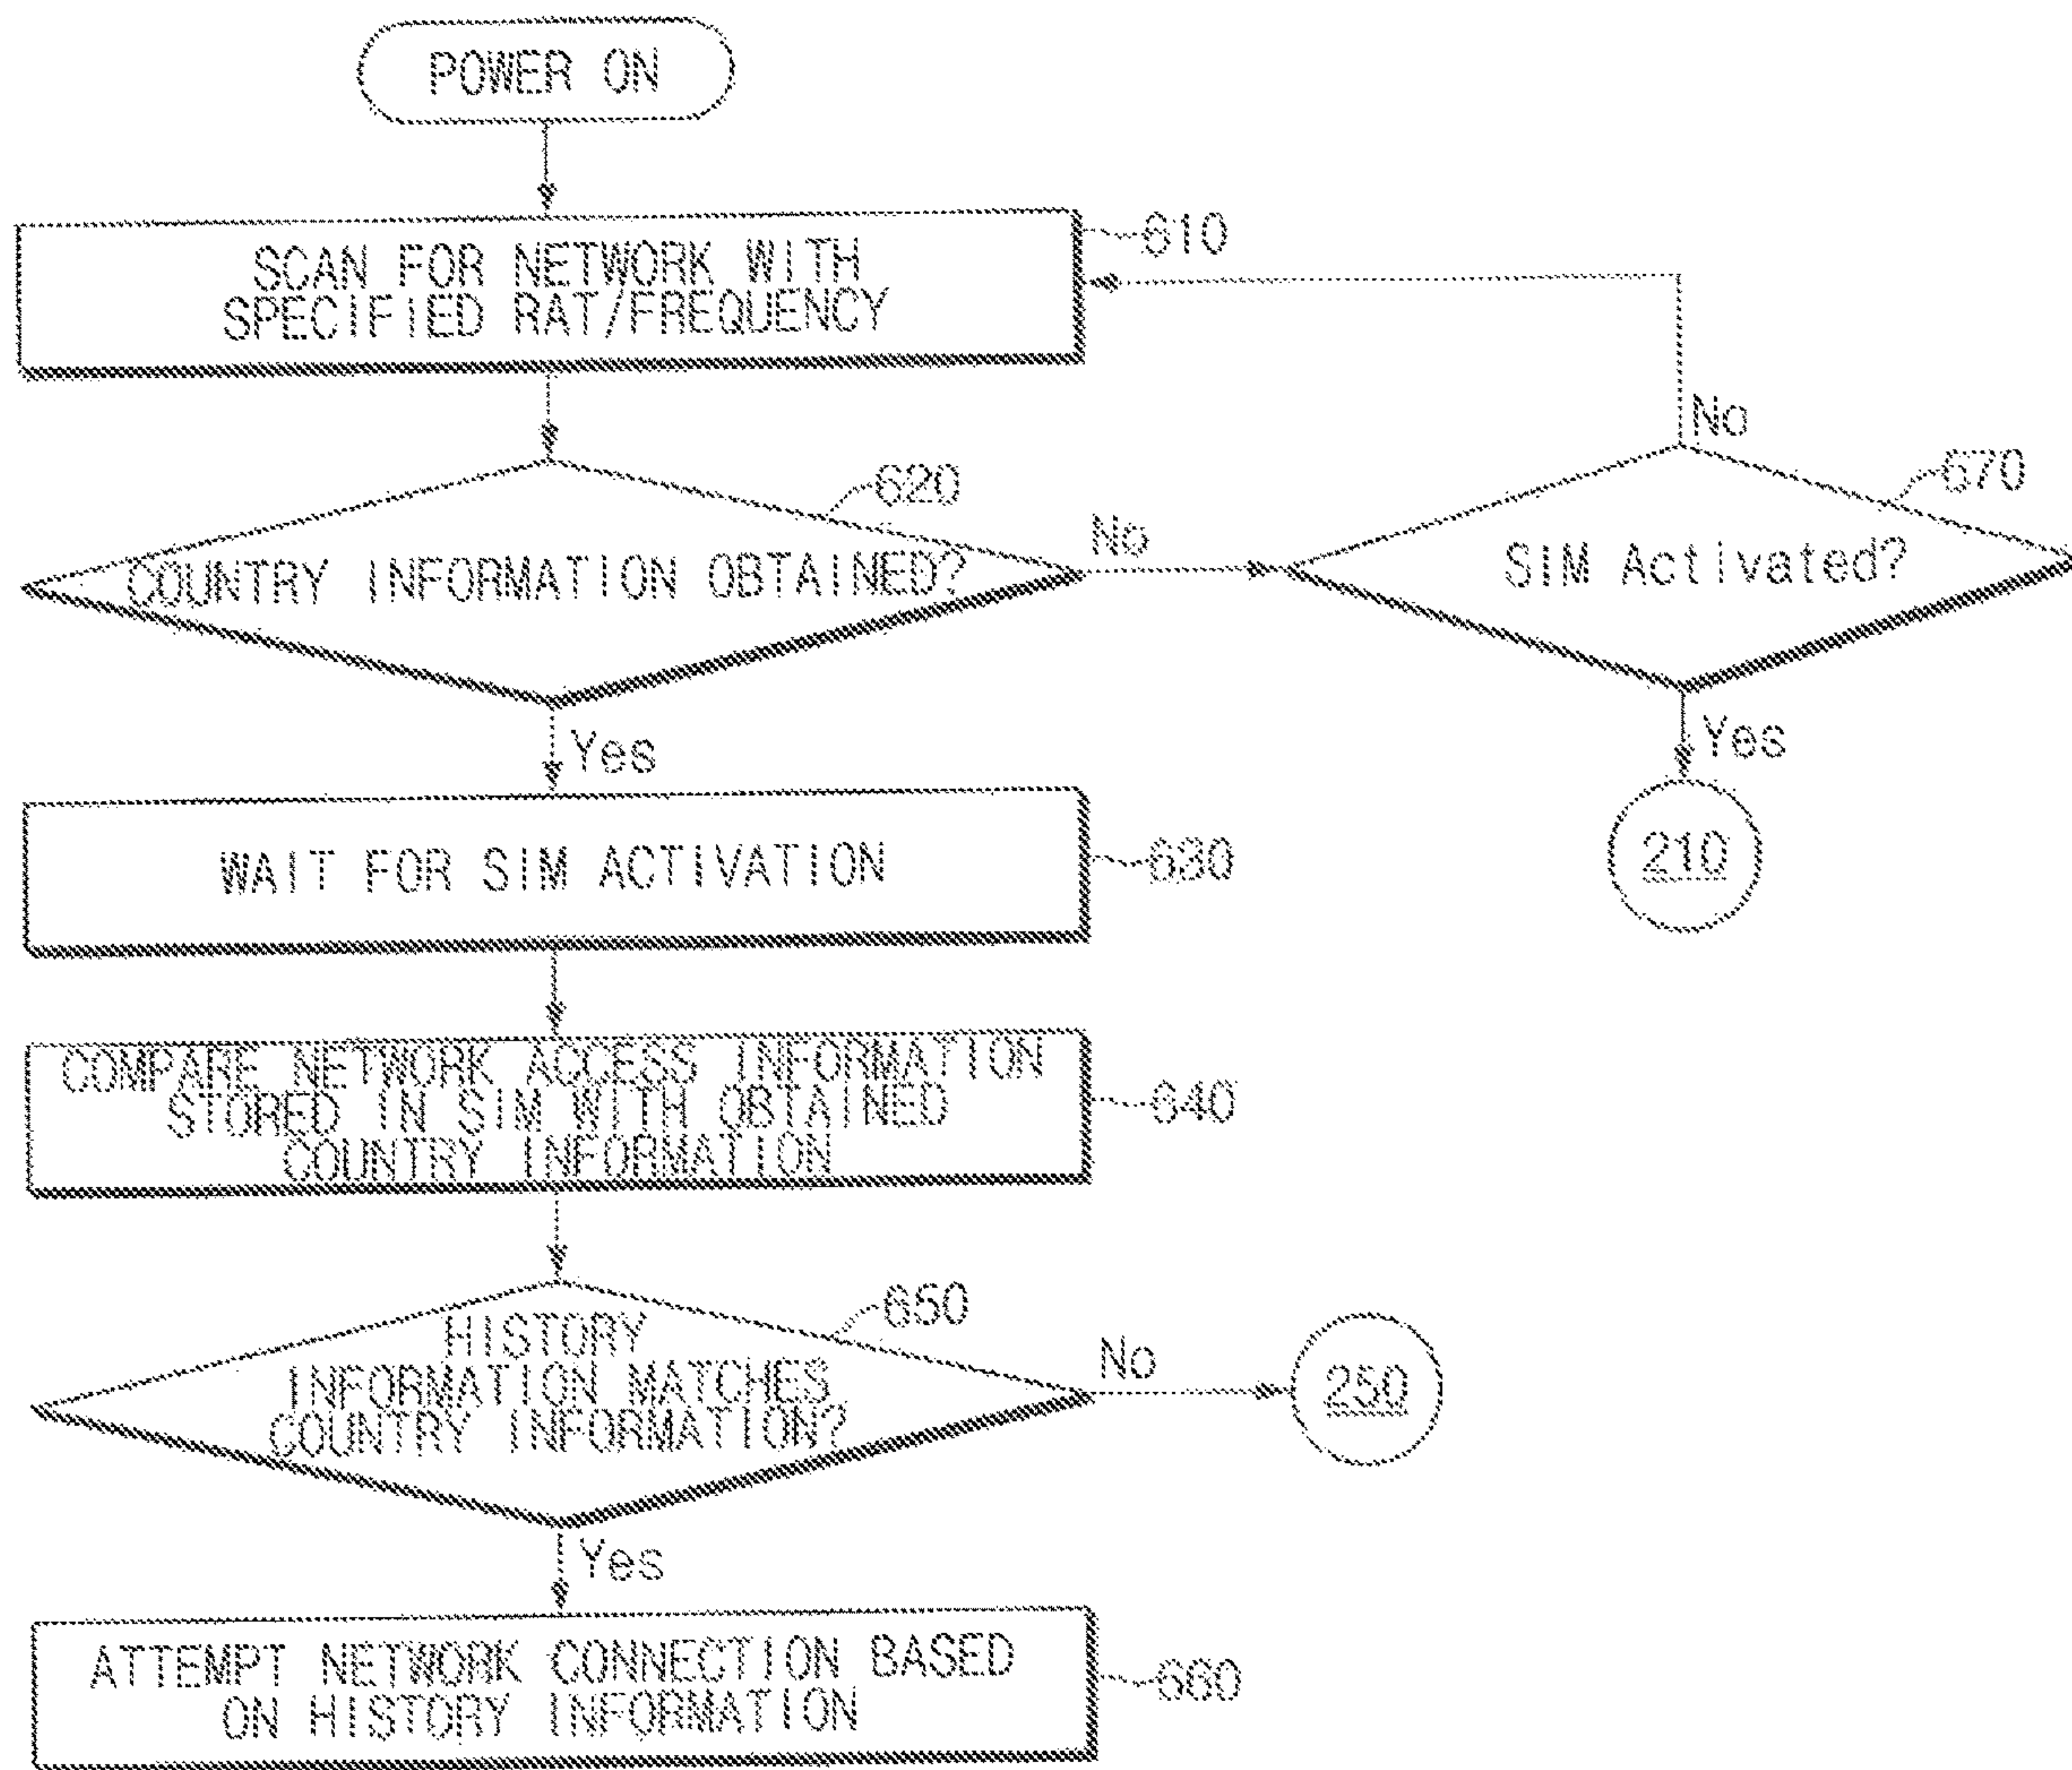 POWER ON
SCAN FOR NETWORK WITH
SPECIFIED RAT/FREQUENCY
610
No
COUNTRY INFORMATION OBTAINED?
620
No
SIM Activated?
670
Yes
Yes
210
WAIT FOR SIM ACTIVATION
630
COMPARE NETWORK ACCESS INFORMATION
STORED IN SIM WITH OBTAINED
COUNTRY INFORMATION
640
HISTORY
INFORMATION MATCHES
COUNTRY INFORMATION?
650
No
250
Yes
ATTEMPT NETWORK CONNECTION BASED
ON HISTORY INFORMATION
660